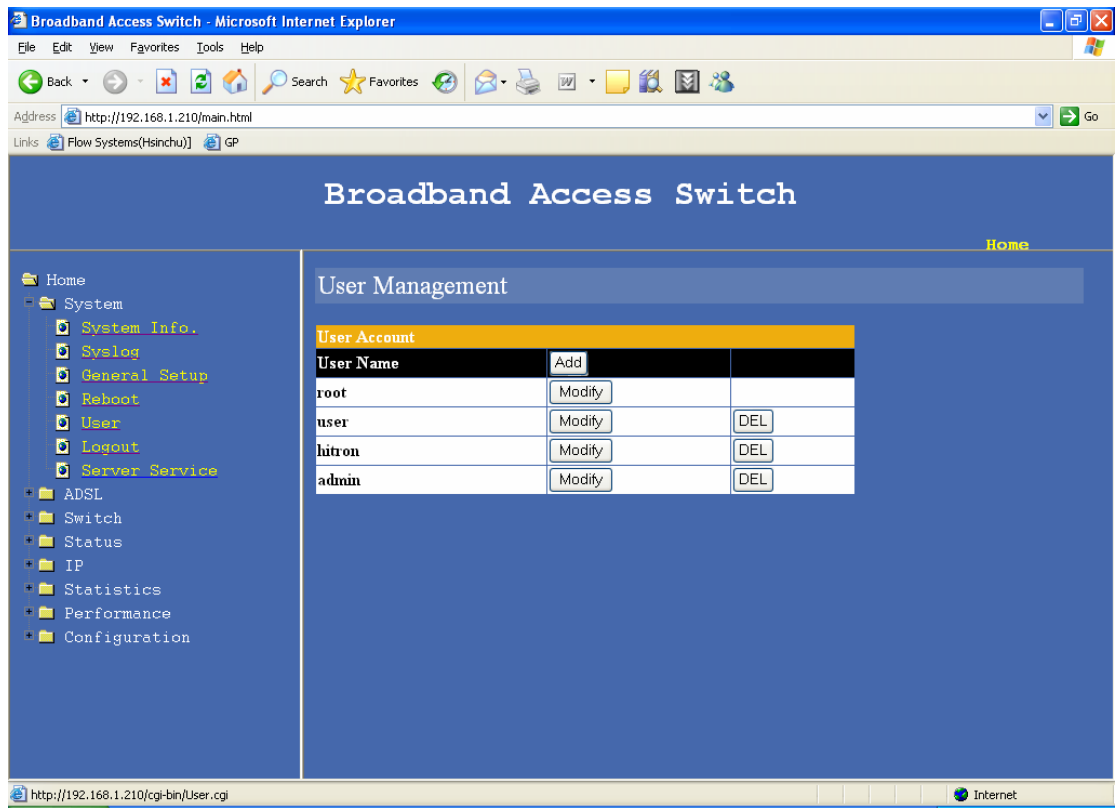 Broadband Access Switch - Microsoft Internet Explorer
File Edit View Favorites Tools Help
Back Search Favorites
Address http://192.168.1.210/main.html Go
Links Flow Systems(Hsinchu)] GP
Broadband Access Switch
Home
Home
System
System Info.
Syslog
General Setup
Reboot
User
Logout
Server Service
ADSL
Switch
Status
IP
Statistics
Performance
Configuration
User Management
User Account
User Name Add
root Modify
user Modify DEL
hitron Modify DEL
admin Modify DEL
http://192.168.1.210/cgi-bin/User.cgi Internet